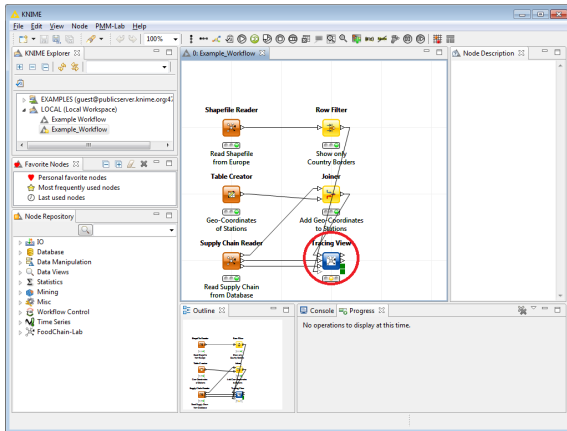 KNIME
File Edit View Node PMM-Lab Help
100%
KNIME Explorer
EXAMPLES (guest@publicserver.knime.org:47
LOCAL (Local Workspace)
Example Workflow
Example_Workflow
Favorite Nodes
Personal favorite nodes
Most frequently used nodes
Last used nodes
Node Repository
IO
Database
Data Manipulation
Data Views
Statistics
Mining
Misc
Workflow Control
Time Series
FoodChain-Lab
0: Example_Workflow
Shapefile Reader
Row Filter
Read Shapefile
from Europe
Show only
Country Borders
Table Creator
Joiner
Geo-Coordinates
of Stations
Add Geo-Coordinates
to Stations
Supply Chain Reader
Tracing View
Read Supply Chain
from Database
Node Description
Outline
Console
Progress
No operations to display at this time.